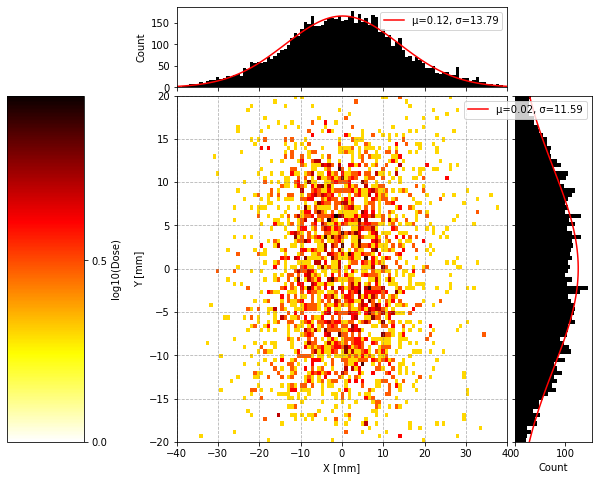 150
100
50
0
Count
μ=0.12, σ=13.79
20
15
10
5
0
−5
−10
−15
−20
Y [mm]
μ=0.02, σ=11.59
0.5
0.0
log10(Dose)
−40 −30 −20 −10 0 10 20 30 40
X [mm]
0 100
Count